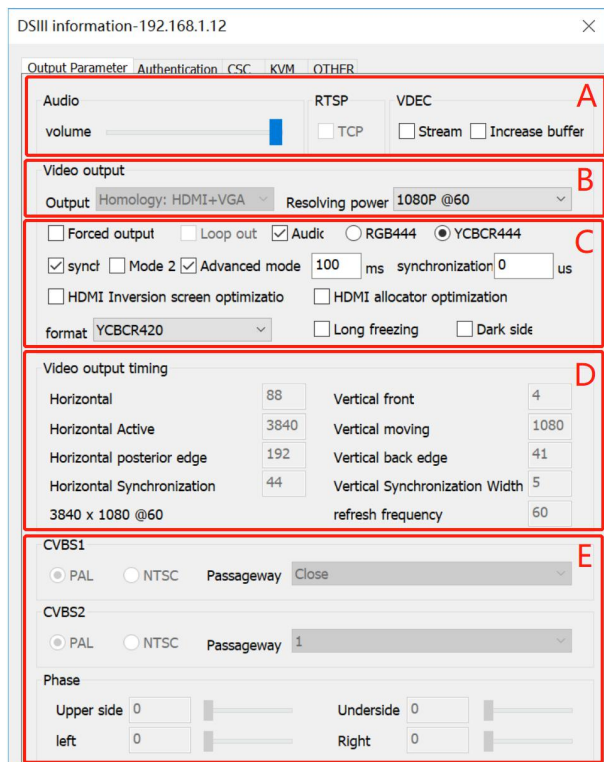 DSIII information-192.168.1.12
Output Parameter Authentication CSC KVM OTHER
A
Audio RTSP VDEC
volume TCP Stream Increase buffer
B
Video output
Output Homology: HDMI+VGA Resolving power 1080P @60
C
Forced output Loop out Audic RGB444 YCBCR444
syncl Mode 2 Advanced mode 100 ms synchronization 0 us
HDMI Inversion screen optimizatio HDMI allocator optimization
format YCBCR420 Long freezing Dark side
D
Video output timing
Horizontal 88 Vertical front 4
Horizontal Active 3840 Vertical moving 1080
Horizontal posterior edge 192 Vertical back edge 41
Horizontal Synchronization 44 Vertical Synchronization Width 5
3840 x 1080 @60 refresh frequency 60
E
CVBS1
PAL NTSC Passageway Close
CVBS2
PAL NTSC Passageway 1
Phase
Upper side 0 Underside 0
left 0 Right 0